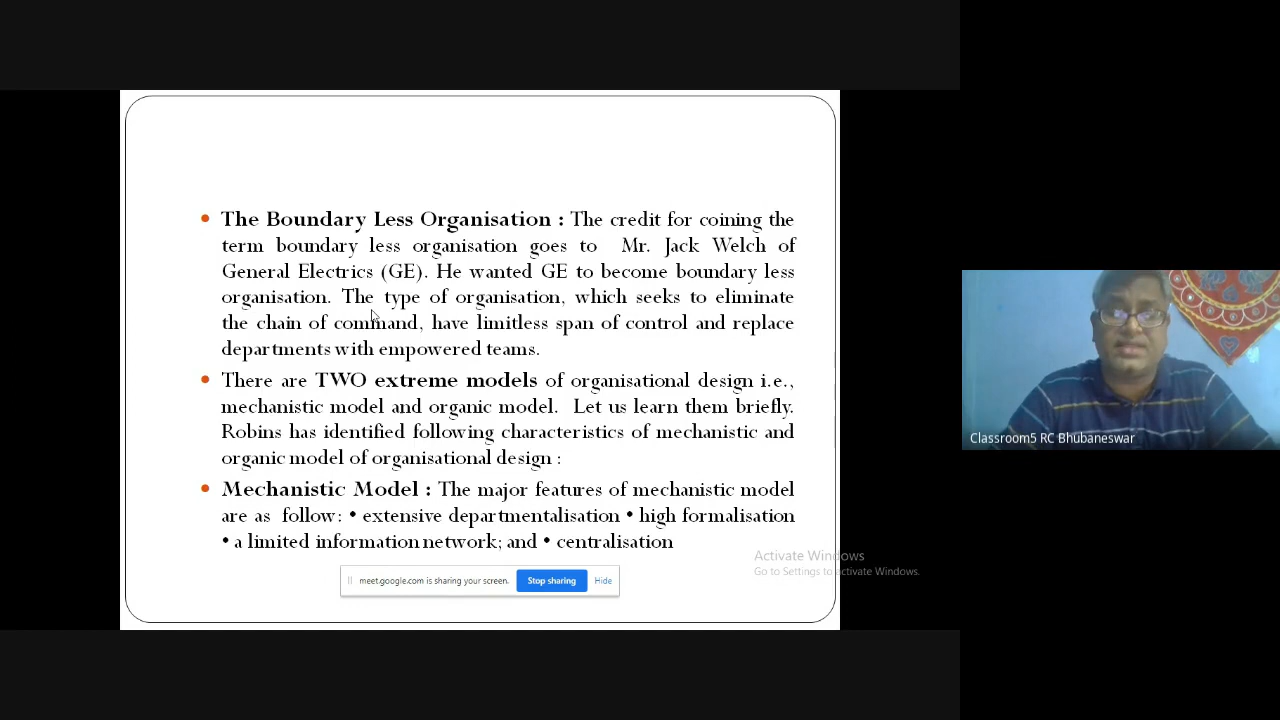 • The Boundary Less Organisation : The credit for coining the
term boundary less organisation goes to Mr. Jack Welch of
General Electrics (GE). He wanted GE to become boundary less
organisation. The type of organisation, which seeks to eliminate
the chain of command, have limitless span of control and replace
departments with empowered teams.
• There are TWO extreme models of organisational design i.e.,
mechanistic model and organic model. Let us learn them briefly.
Robins has identified following characteristics of mechanistic and
organic model of organisational design :
• Mechanistic Model : The major features of mechanistic model
are as follow: • extensive departmentalisation • high formalisation
• a limited information network; and • centralisation
meet.google.com is sharing your screen. Stop sharing Hide
Activate Windows
Go to Settings to activate Windows.
Classroom5 RC Bhubaneswar